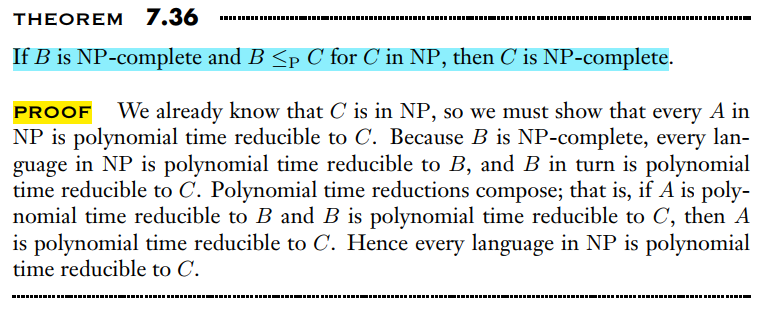 THEOREM 7.36
If B is NP-complete and B ≤P C for C in NP, then C is NP-complete.
PROOF We already know that C is in NP, so we must show that every A in
NP is polynomial time reducible to C. Because B is NP-complete, every lan-
guage in NP is polynomial time reducible to B, and B in turn is polynomial
time reducible to C. Polynomial time reductions compose; that is, if A is poly-
nomial time reducible to B and B is polynomial time reducible to C, then A
is polynomial time reducible to C. Hence every language in NP is polynomial
time reducible to C.